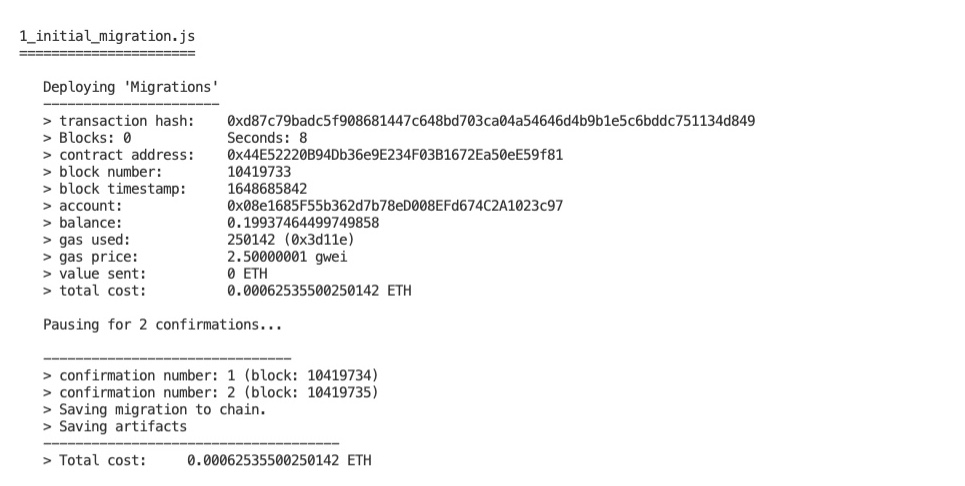 1_initial_migration.js
======================
Deploying 'Migrations'
----------------------
> transaction hash:    0xd87c79badc5f908681447c648bd703ca04a54646d4b9b1e5c6bddc751134d849
> Blocks: 0            Seconds: 8
> contract address:    0x44E52220B94Db36e9E234F03B1672Ea50eE59f81
> block number:        10419733
> block timestamp:     1648685842
> account:             0x08e1685F55b362d7b78eD008EFd674C2A1023c97
> balance:             0.19937464499749858
> gas used:            250142 (0x3d11e)
> gas price:           2.50000001 gwei
> value sent:          0 ETH
> total cost:          0.00062535500250142 ETH
Pausing for 2 confirmations...
-------------------------------
> confirmation number: 1 (block: 10419734)
> confirmation number: 2 (block: 10419735)
> Saving migration to chain.
> Saving artifacts
-------------------------------------
> Total cost:     0.00062535500250142 ETH